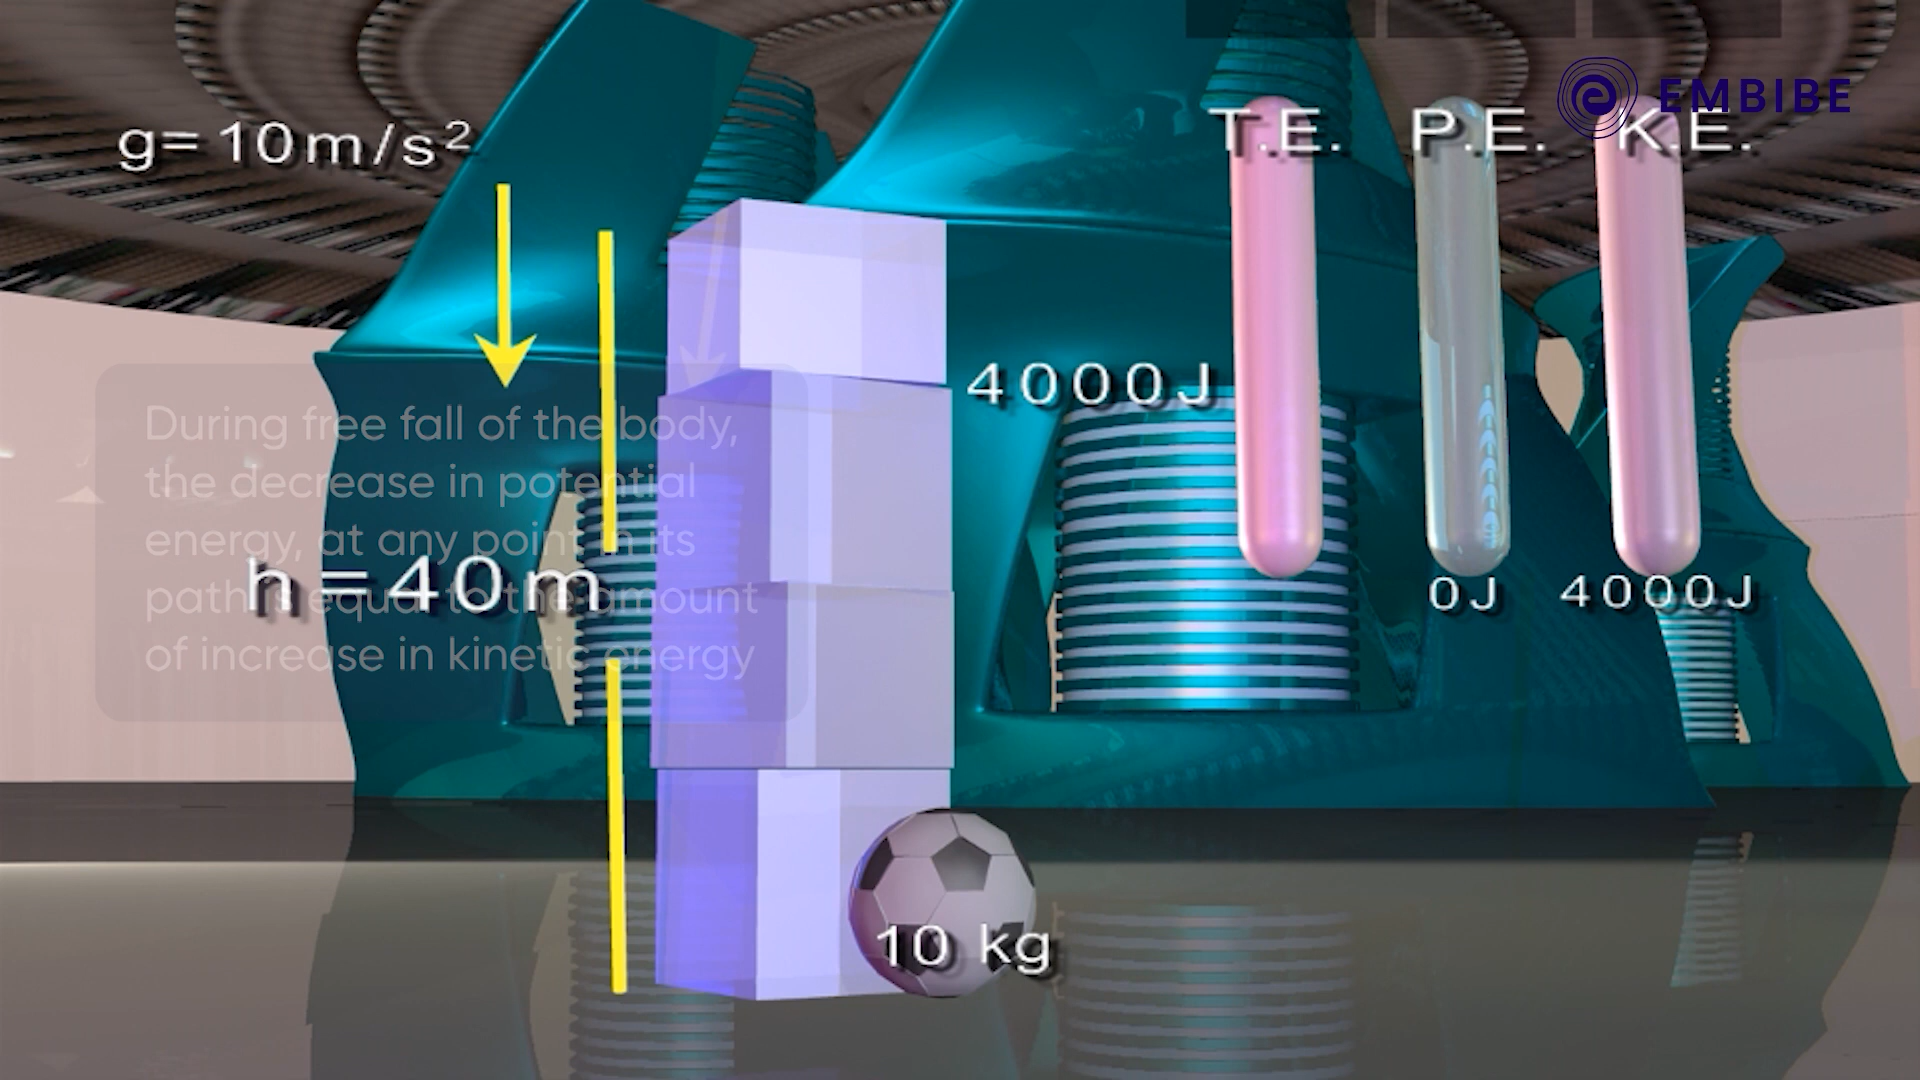 EMBIBE
g=10m/s²
T.E. P.E. K.E.
4000J
During free fall of the body,
the decrease in potential
energy, at any point in its
path is equal to the amount
of increase in kinetic energy
h=40m
0J 4000J
10 kg